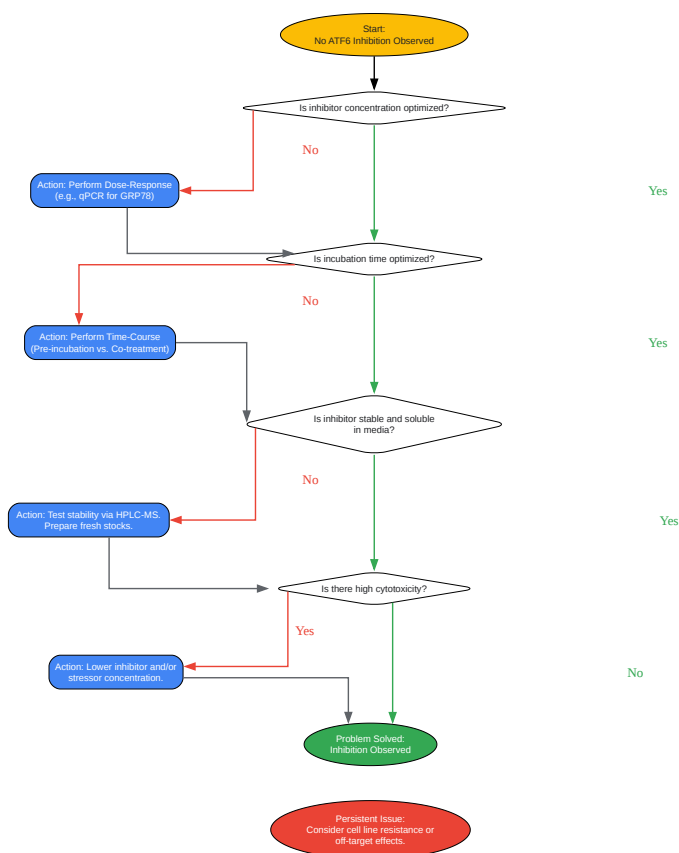 Start:
No ATF6 Inhibition Observed
Is inhibitor concentration optimized?
No
Action: Perform Dose-Response
(e.g., qPCR for GRP78)
Yes
Is incubation time optimized?
No
Action: Perform Time-Course
(Pre-incubation vs. Co-treatment)
Yes
Is inhibitor stable and soluble
in media?
No
Action: Test stability via HPLC-MS.
Prepare fresh stocks.
Yes
Is there high cytotoxicity?
Yes
Action: Lower inhibitor and/or
stressor concentration.
No
Problem Solved:
Inhibition Observed
Persistent Issue:
Consider cell line resistance or
off-target effects.